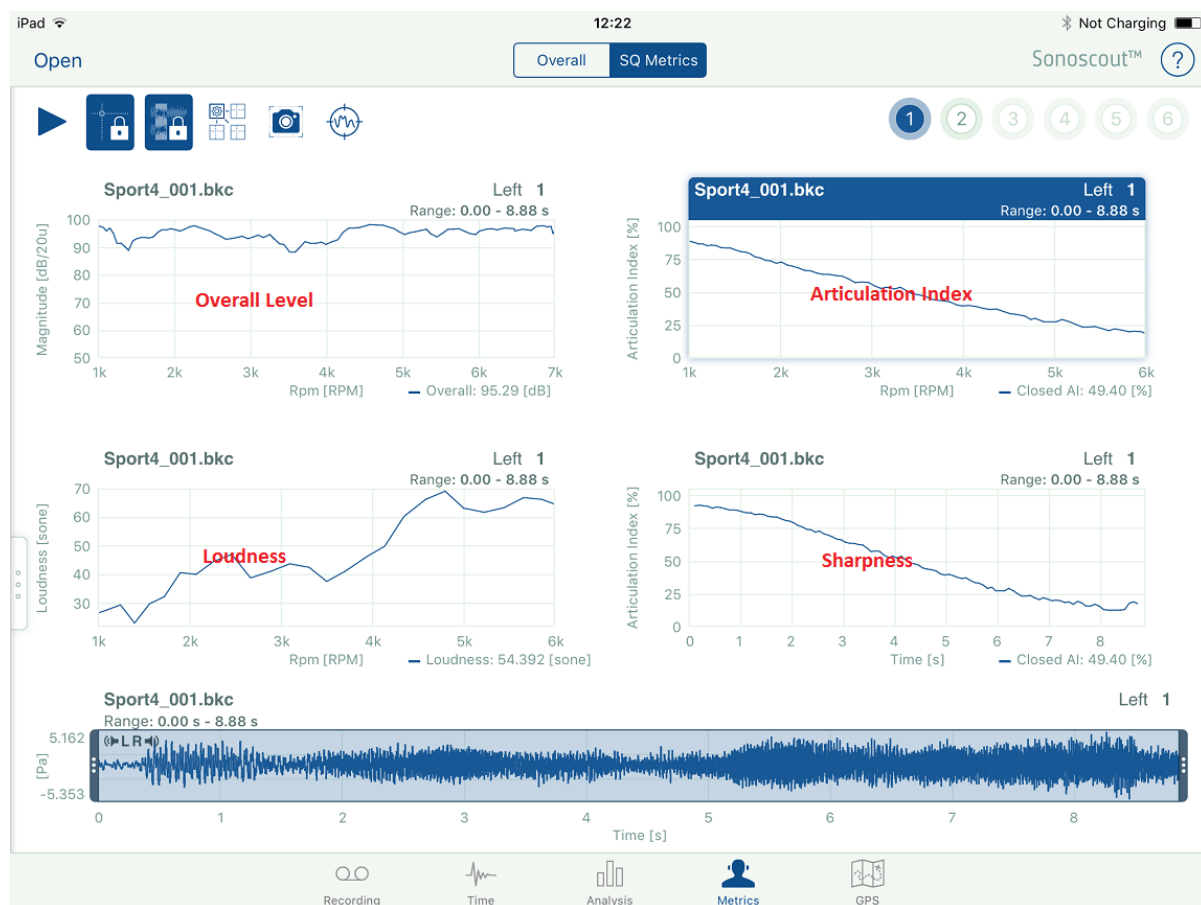 iPad 12:22 Not Charging
Open Overall SQ Metrics Sonoscout™ ?
1 2 3 4 5 6
Sport4_001.bkc Left 1
Range: 0.00 - 8.88 s
Magnitude [dB/20u]
100
90
80
70
60
50
Overall Level
1k 2k 3k 4k 5k 6k 7k
Rpm [RPM] Overall: 95.29 [dB]
Sport4_001.bkc Left 1
Range: 0.00 - 8.88 s
Articulation Index [%]
100
75
50
25
0
Articulation Index
1k 2k 3k 4k 5k 6k
Rpm [RPM] Closed AI: 49.40 [%]
Sport4_001.bkc Left 1
Range: 0.00 - 8.88 s
Loudness [sone]
70
60
50
40
30
Loudness
1k 2k 3k 4k 5k 6k
Rpm [RPM] Loudness: 54.392 [sone]
Sport4_001.bkc Left 1
Range: 0.00 - 8.88 s
Articulation Index [%]
100
75
50
25
0
Sharpness
0 1 2 3 4 5 6 7 8
Time [s] Closed AI: 49.40 [%]
Sport4_001.bkc Left 1
Range: 0.00 s - 8.88 s
5.162
[Pa]
-5.353
L R
0 1 2 3 4 5 6 7 8
Time [s]
Recording Time Analysis Metrics GPS